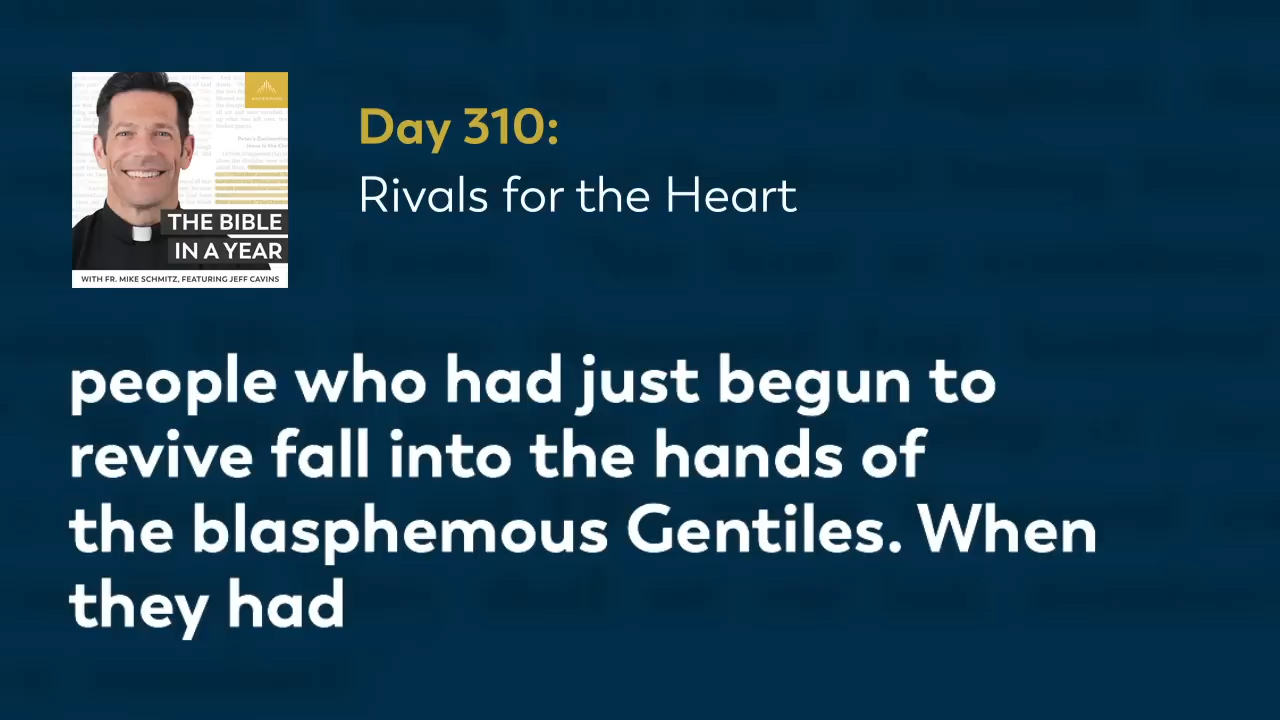 THE BIBLE
IN A YEAR
WITH FR. MIKE SCHMITZ, FEATURING JEFF CAVINS
Day 310:
Rivals for the Heart
people who had just begun to
revive fall into the hands of
the blasphemous Gentiles. When
they had